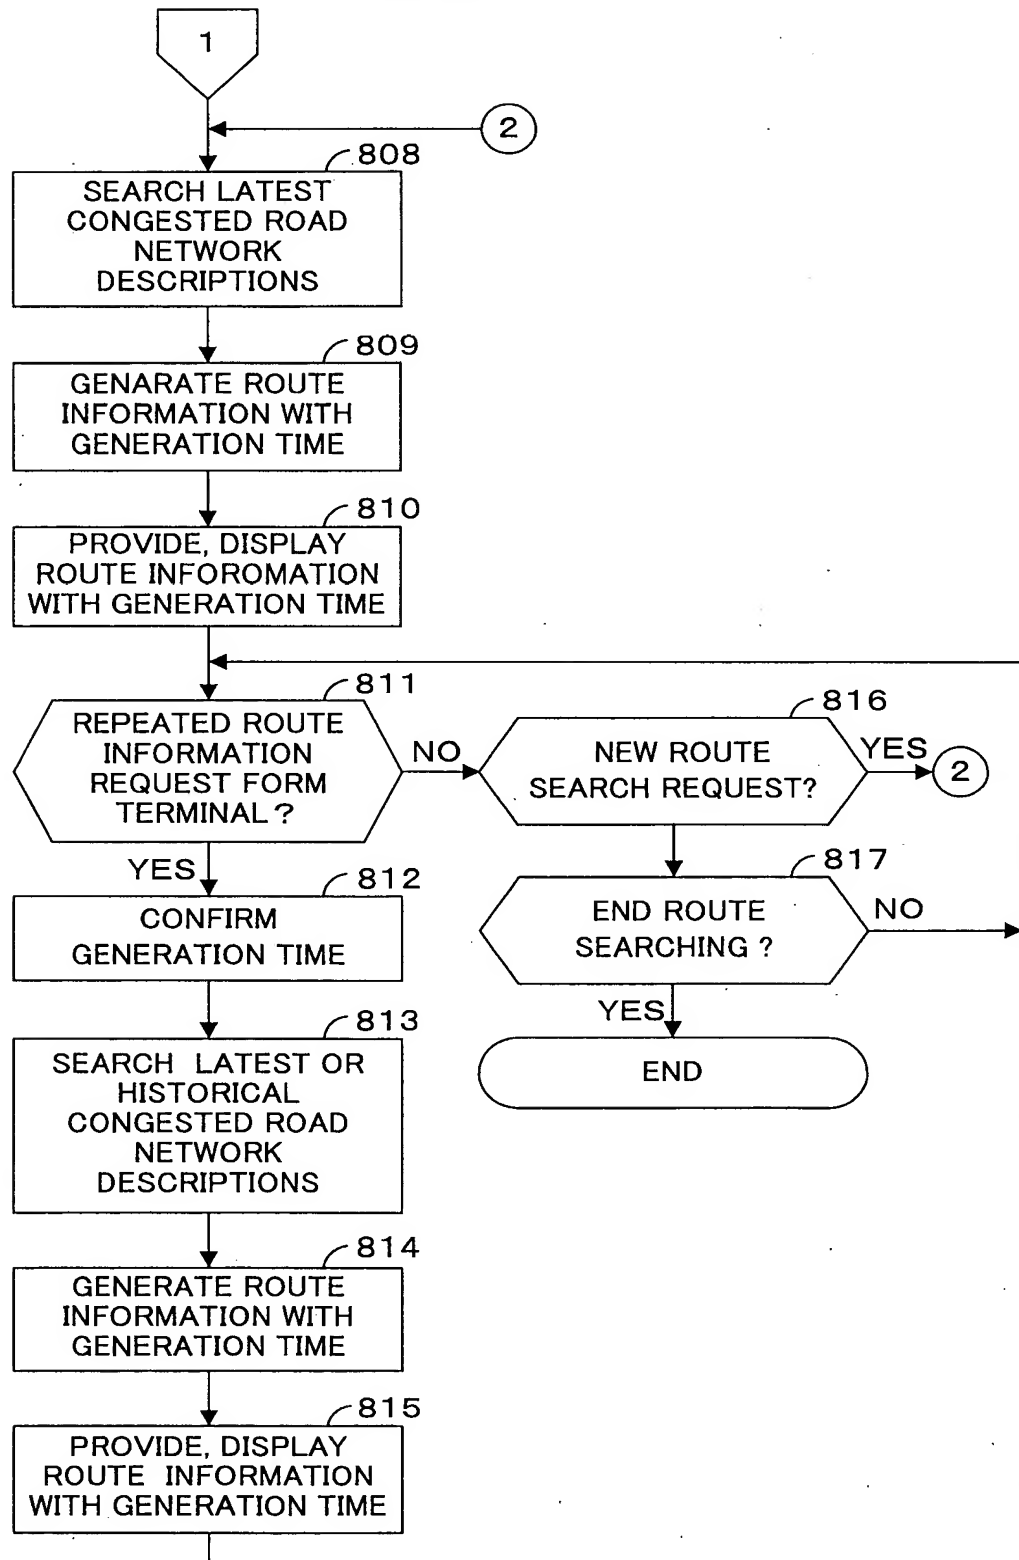 1
2
808
SEARCH LATEST
CONGESTED ROAD
NETWORK
DESCRIPTIONS
809
GENARATE ROUTE
INFORMATION WITH
GENERATION TIME
810
PROVIDE, DISPLAY
ROUTE INFOROMATION
WITH GENERATION TIME
811
REPEATED ROUTE
INFORMATION
REQUEST FORM
TERMINAL?
NO
816
NEW ROUTE
SEARCH REQUEST?
YES
2
YES
817
END ROUTE
SEARCHING ?
NO
YES
END
812
CONFIRM
GENERATION TIME
813
SEARCH LATEST OR
HISTORICAL
CONGESTED ROAD
NETWORK
DESCRIPTIONS
814
GENERATE ROUTE
INFORMATION WITH
GENERATION TIME
815
PROVIDE, DISPLAY
ROUTE INFORMATION
WITH GENERATION TIME